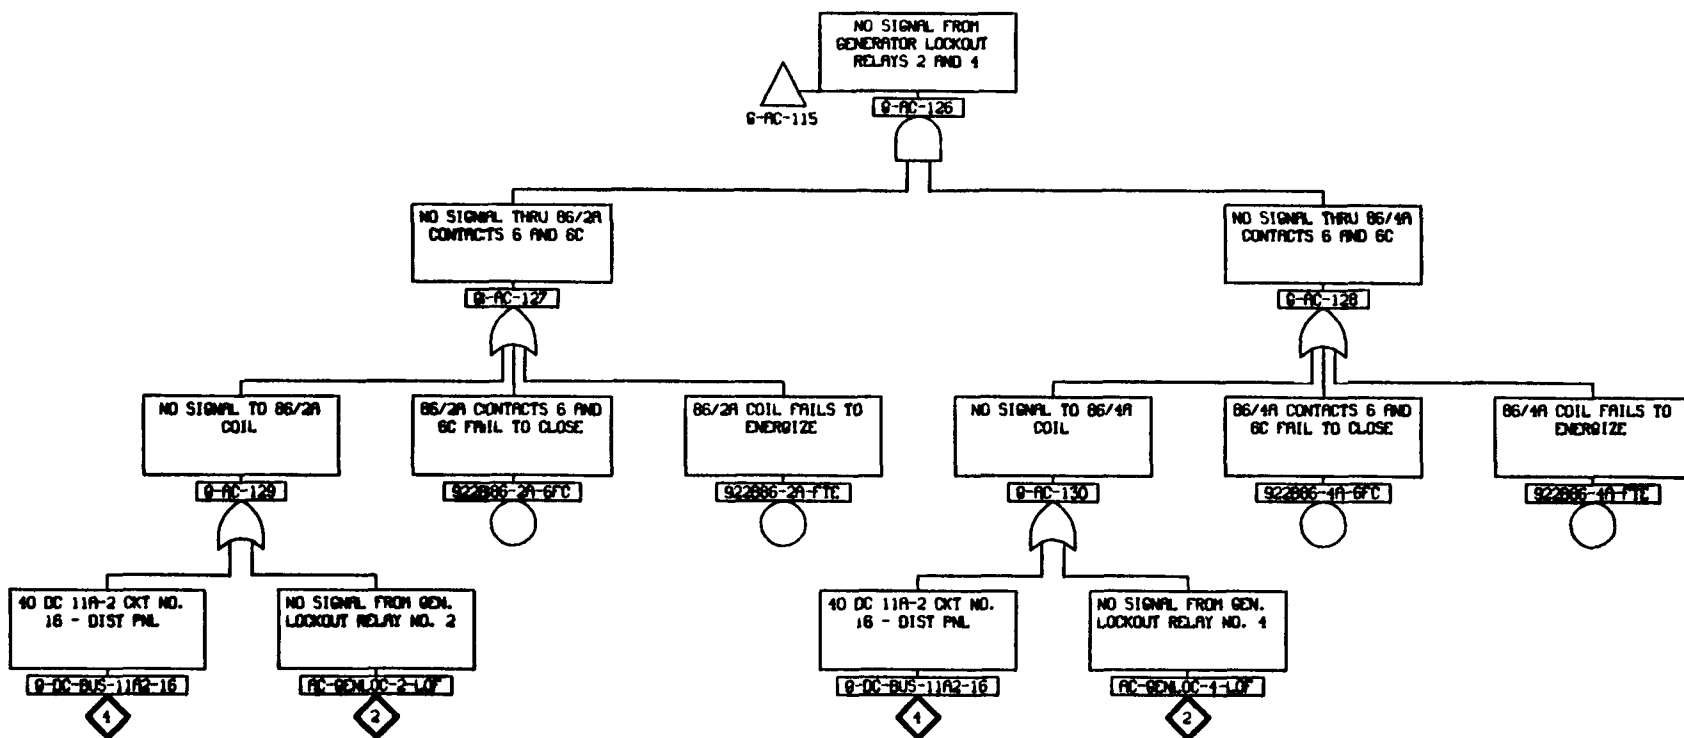 NO SIGNAL FROM
GENERATOR LOCKOUT
RELAYS 2 AND 4
G-AC-115
G-AC-126
NO SIGNAL THRU 86/2A
CONTACTS 6 AND 6C
G-AC-127
NO SIGNAL THRU 86/4A
CONTACTS 6 AND 6C
G-AC-128
NO SIGNAL TO 86/2A
COIL
G-AC-129
86/2A CONTACTS 6 AND
6C FAIL TO CLOSE
922B86-2A-6FC
86/2A COIL FAILS TO
ENERGIZE
922B86-2A-FTE
NO SIGNAL TO 86/4A
COIL
G-AC-130
86/4A CONTACTS 6 AND
6C FAIL TO CLOSE
922B86-4A-6FC
86/4A COIL FAILS TO
ENERGIZE
922B86-4A-FTE
40 DC 11A-2 CKT NO.
16 - DIST PNL
G-DC-BUS-11A2-16
4
NO SIGNAL FROM GEN.
LOCKOUT RELAY NO. 2
AC-GENLOC-2-LOF
2
40 DC 11A-2 CKT NO.
16 - DIST PNL
G-DC-BUS-11A2-16
4
NO SIGNAL FROM GEN.
LOCKOUT RELAY NO. 4
AC-GENLOC-4-LOF
2